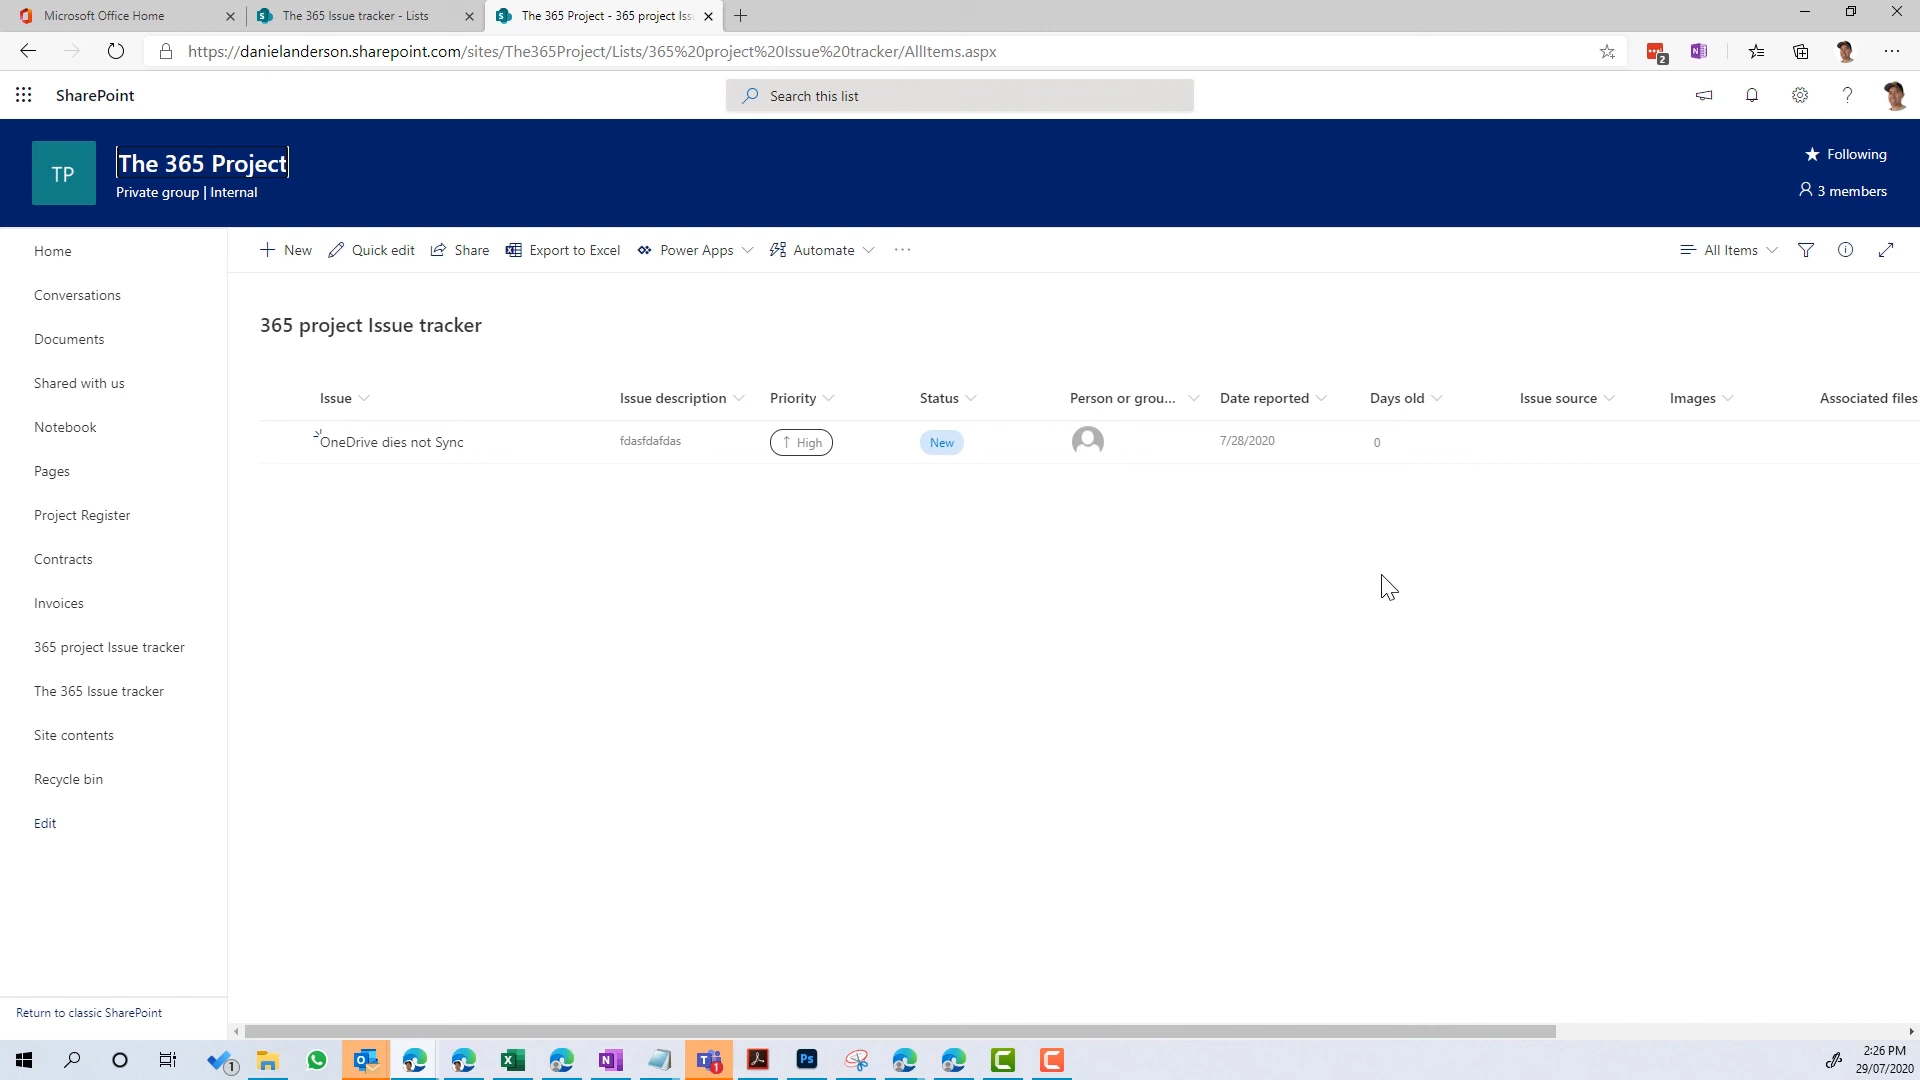 Microsoft Office Home
The 365 Issue tracker - Lists
The 365 Project - 365 project Iss
https://danielanderson.sharepoint.com/sites/The365Project/Lists/365%20project%20Issue%20tracker/AllItems.aspx
2
SharePoint
Search this list
TP
The 365 Project
Private group | Internal
Following
3 members
Home
Conversations
Documents
Shared with us
Notebook
Pages
Project Register
Contracts
Invoices
365 project Issue tracker
The 365 Issue tracker
Site contents
Recycle bin
Edit
Return to classic SharePoint
New
Quick edit
Share
Export to Excel
Power Apps
Automate
All Items
365 project Issue tracker
Issue
Issue description
Priority
Status
Person or grou...
Date reported
Days old
Issue source
Images
Associated files
OneDrive dies not Sync
fdasfdafdas
High
New
7/28/2020
0
1
1
2:26 PM
29/07/2020